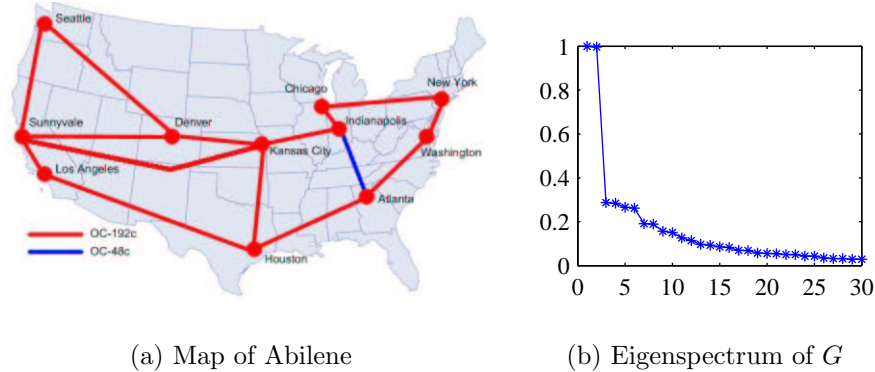 Seattle
Sunnyvale
Denver
Los Angeles
Kansas City
Chicago
Indianapolis
New York
Washington
Atlanta
Houston
OC-192c
OC-48c
1
0.8
0.6
0.4
0.2
0
0 5 10 15 20 25 30
(a) Map of Abilene
(b) Eigenspectrum of G